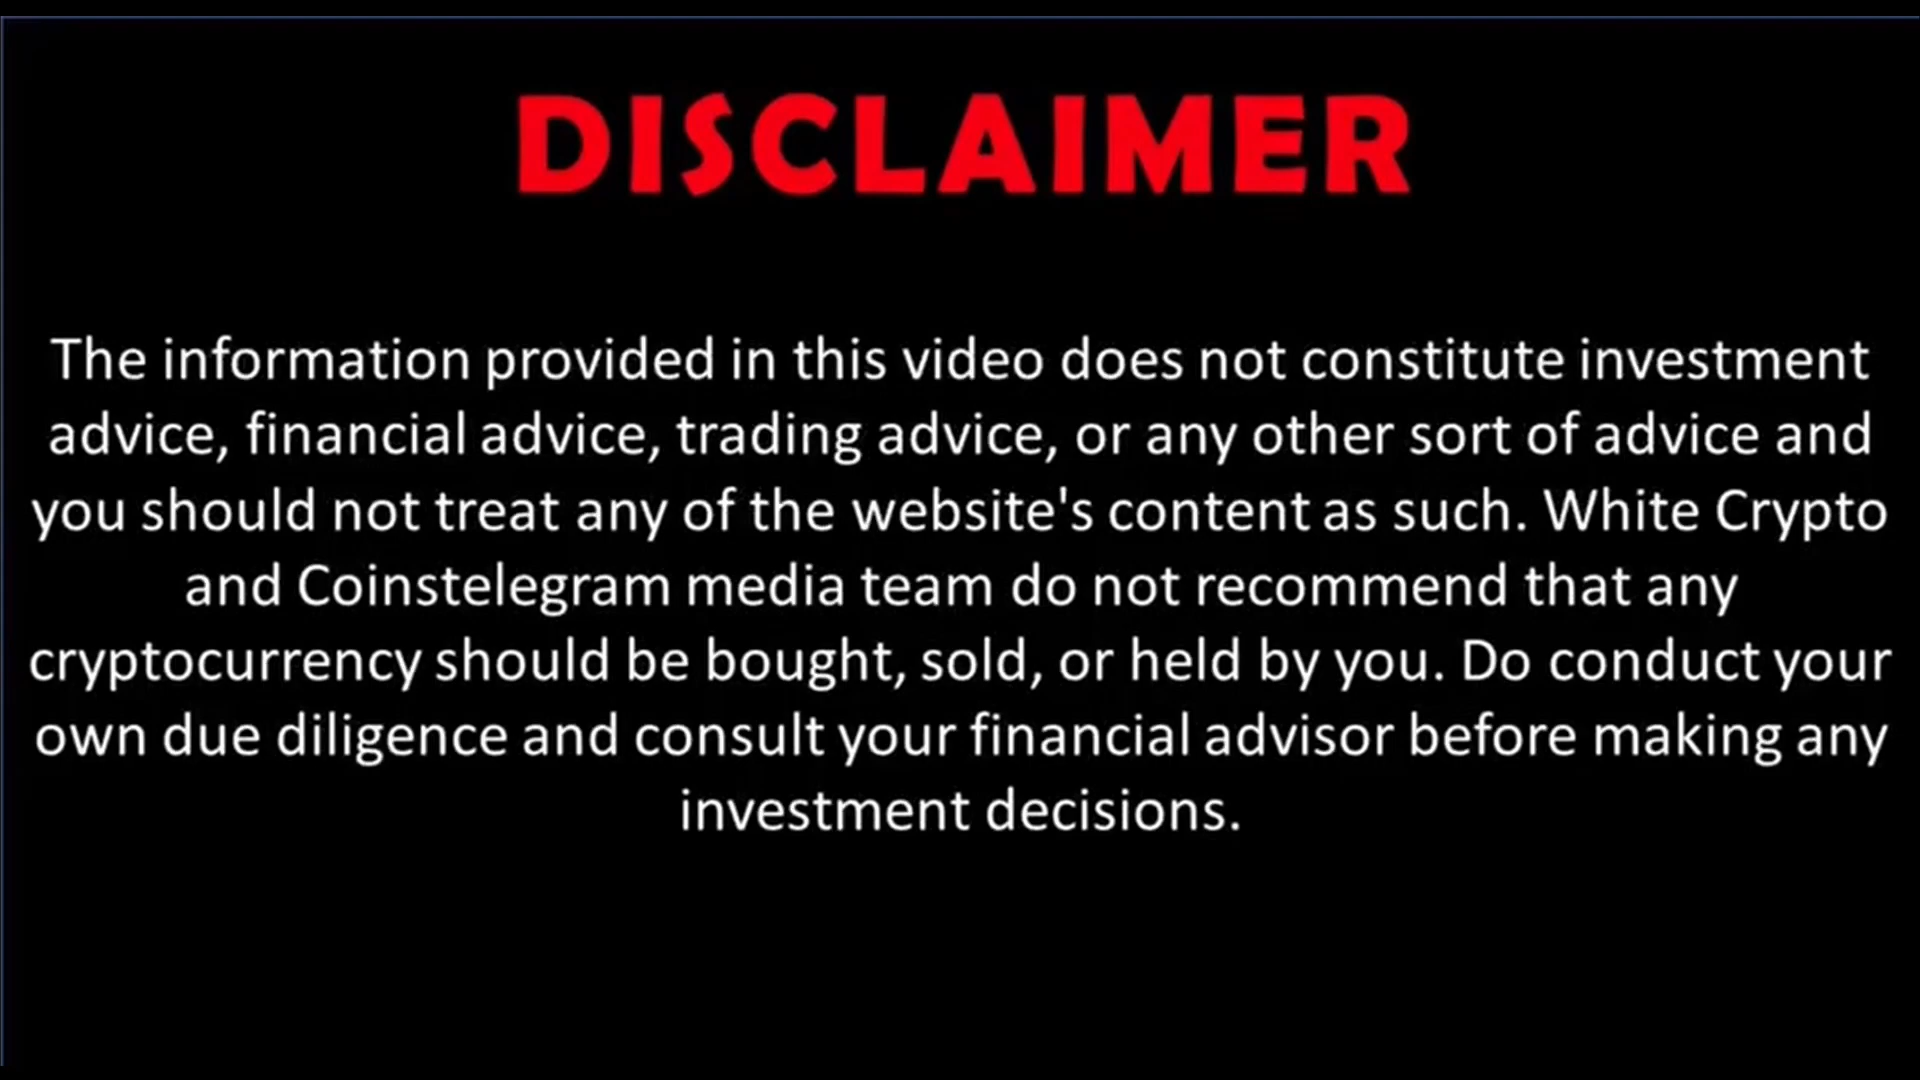 DISCLAIMER
The information provided in this video does not constitute investment
advice, financial advice, trading advice, or any other sort of advice and
you should not treat any of the website's content as such. White Crypto
and Coinstelegram media team do not recommend that any
cryptocurrency should be bought, sold, or held by you. Do conduct your
own due diligence and consult your financial advisor before making any
investment decisions.